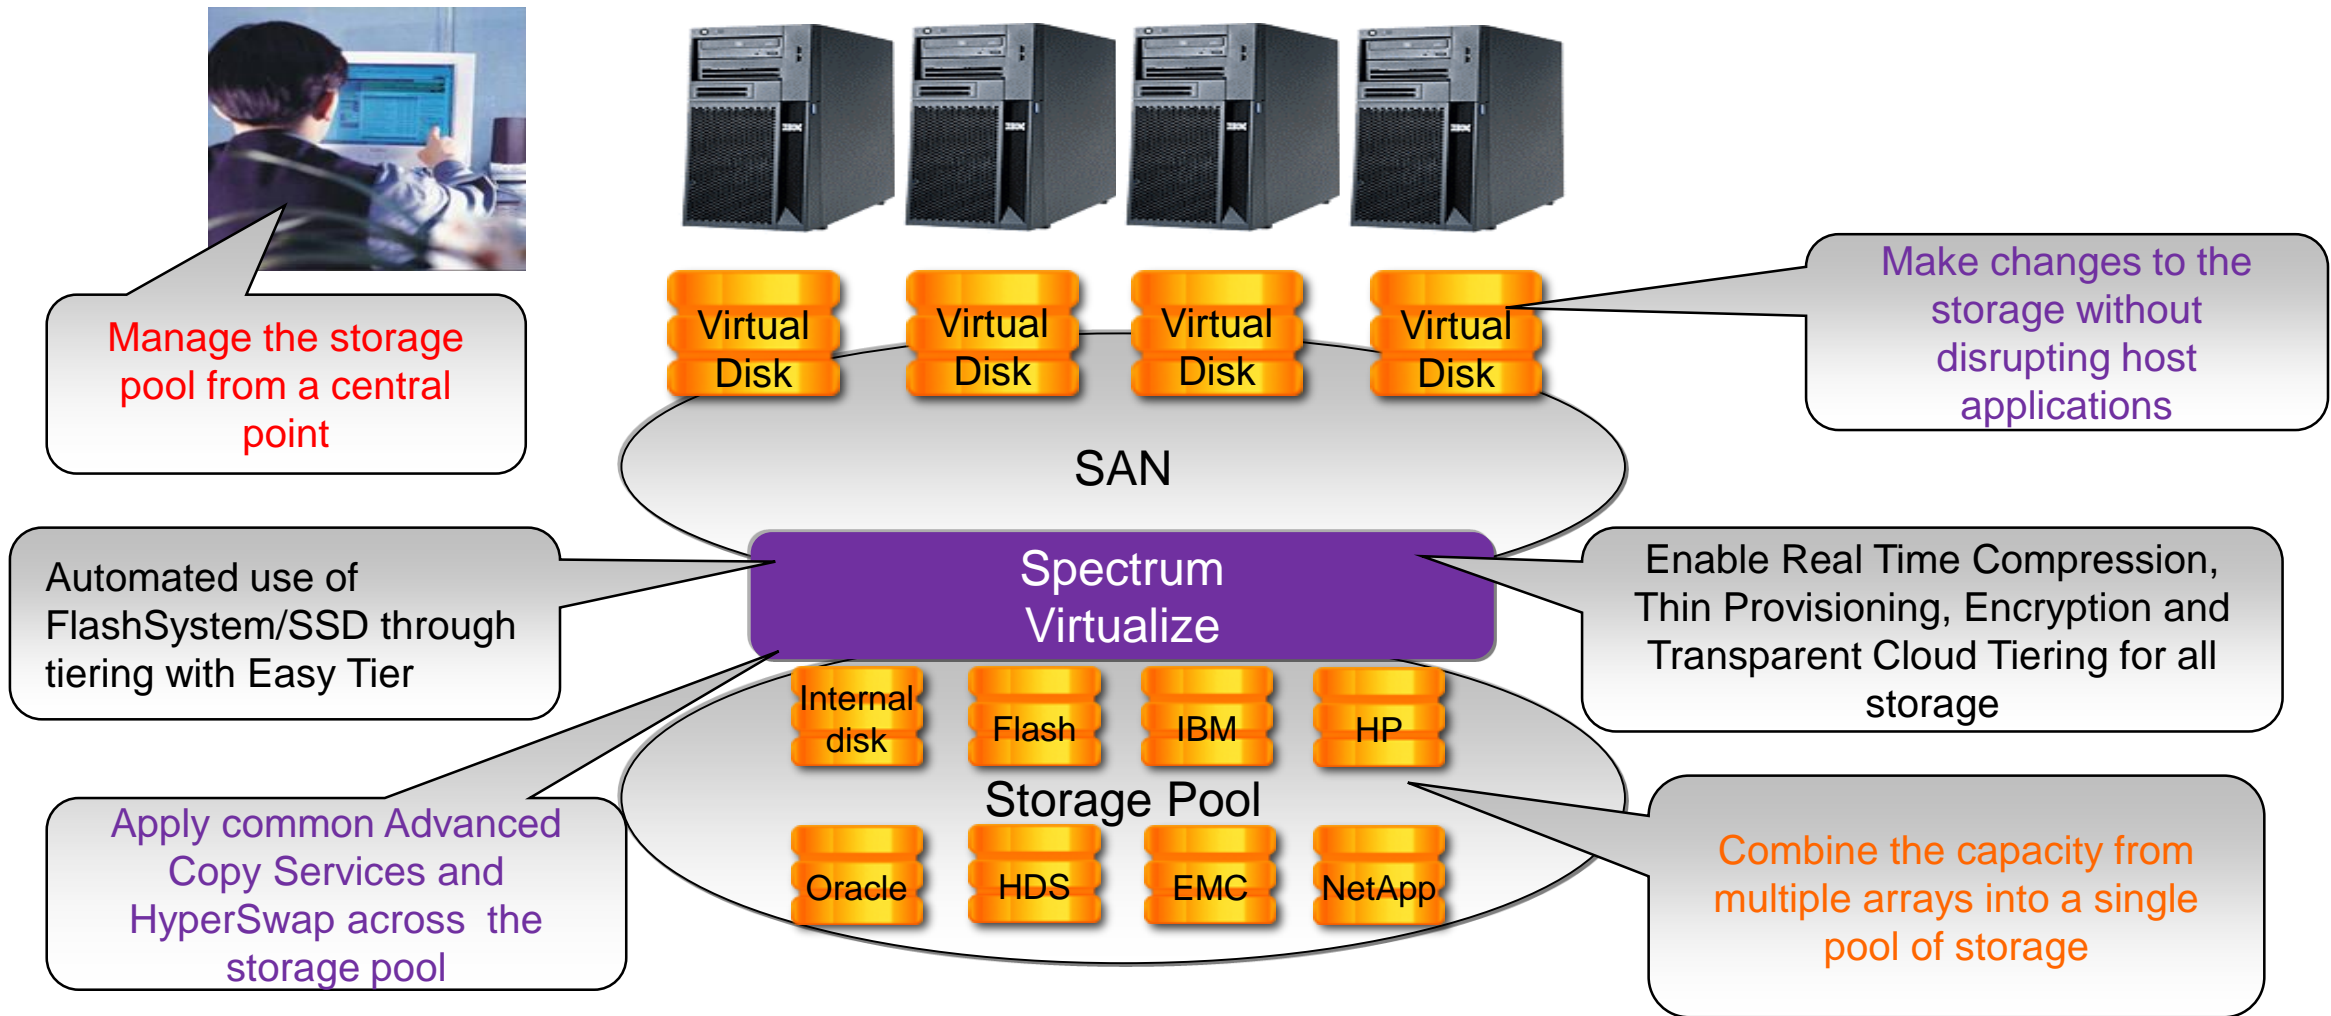 IBM
IBM
IBM
IBM
Virtual
Disk
Virtual
Disk
Virtual
Disk
Virtual
Disk
Make changes to the
storage without
disrupting host
applications
Manage the storage
pool from a central
point
SAN
Automated use of
FlashSystem/SSD through
tiering with Easy Tier
Spectrum
Virtualize
Enable Real Time Compression,
Thin Provisioning, Encryption and
Transparent Cloud Tiering for all
storage
Internal
disk
Flash
IBM
HP
Storage Pool
Apply common Advanced
Copy Services and
HyperSwap across  the
storage pool
Oracle
HDS
EMC
NetApp
Combine the capacity from
multiple arrays into a single
pool of storage